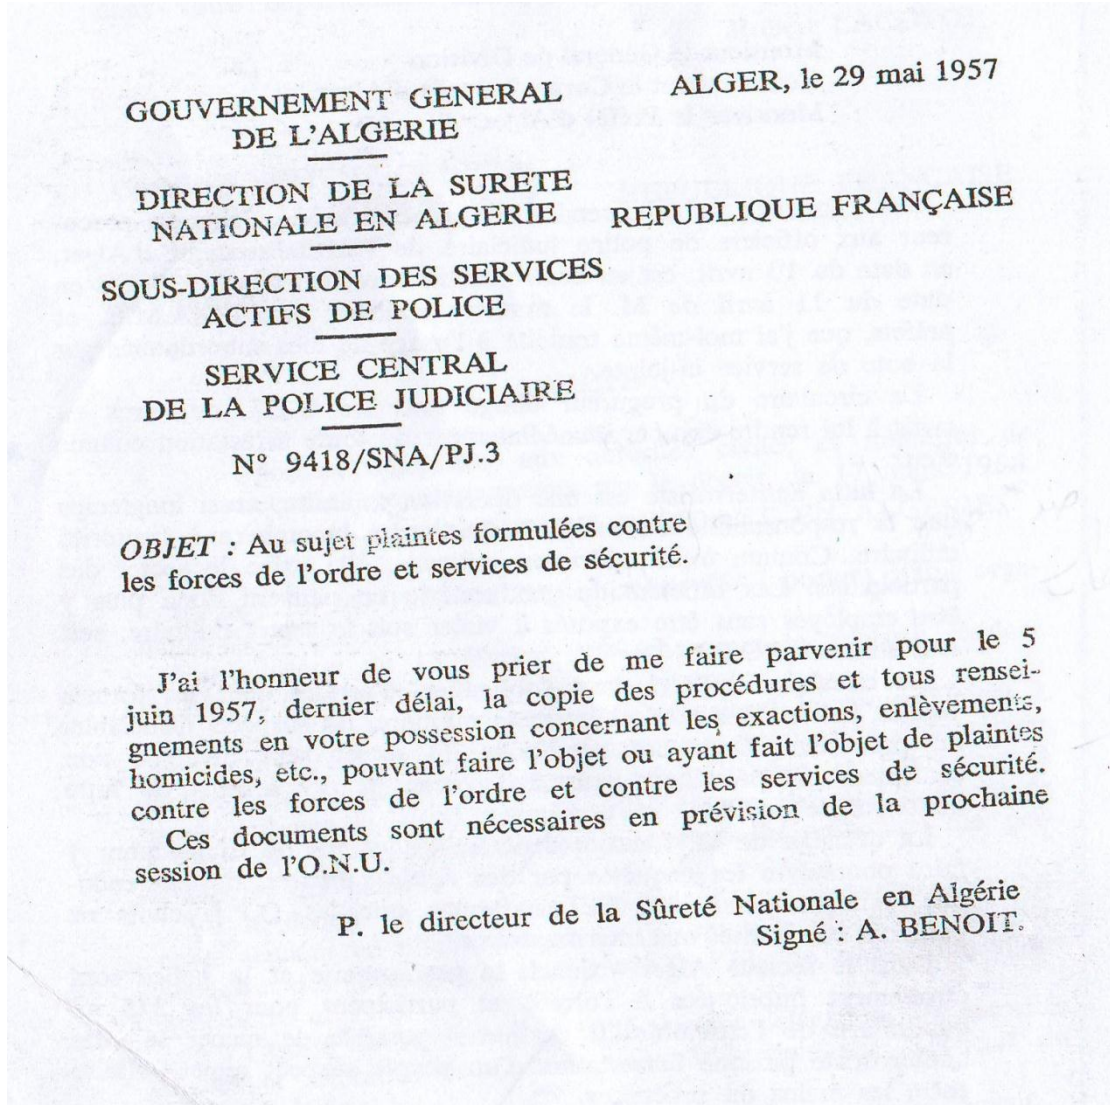 GOUVERNEMENT GENERAL
DE L'ALGERIE
ALGER, le 29 mai 1957
DIRECTION DE LA SURETE
NATIONALE EN ALGERIE
REPUBLIQUE FRANÇAISE
SOUS-DIRECTION DES SERVICES
ACTIFS DE POLICE
SERVICE CENTRAL
DE LA POLICE JUDICIAIRE
N° 9418/SNA/PJ.3
OBJET : Au sujet plaintes formulées contre
les forces de l'ordre et services de sécurité.
J'ai l'honneur de vous prier de me faire parvenir pour le 5
juin 1957, dernier délai, la copie des procédures et tous rensei-
gnements en votre possession concernant les exactions, enlèvements,
homicides, etc., pouvant faire l'objet ou ayant fait l'objet de plaintes
contre les forces de l'ordre et contre les services de sécurité.
Ces documents sont nécessaires en prévision de la prochaine
session de l'O.N.U.
P. le directeur de la Sûreté Nationale en Algérie
Signé : A. BENOIT.